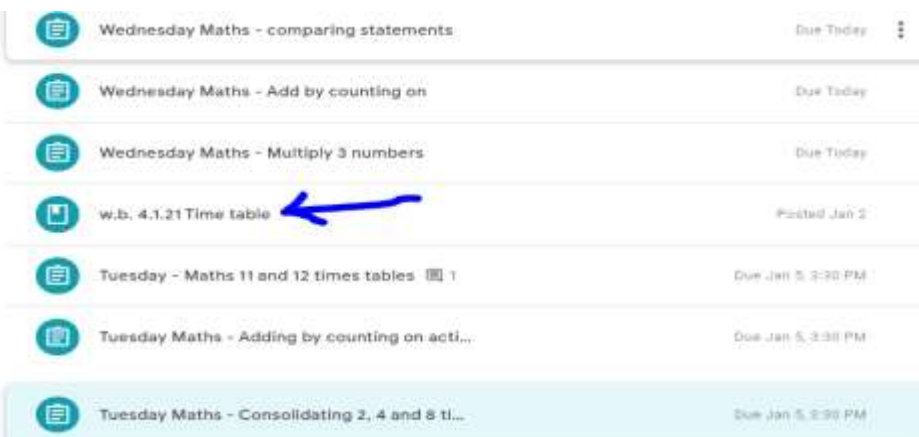 Wednesday Maths - comparing statements Due Today
Wednesday Maths - Add by counting on Due Today
Wednesday Maths - Multiply 3 numbers Due Today
w.b. 4.1.21 Time table Posted Jan 2
Tuesday - Maths 11 and 12 times tables 1 Due Jan 5, 3:30 PM
Tuesday Maths - Adding by counting on acti... Due Jan 5, 3:30 PM
Tuesday Maths - Consolidating 2, 4 and 8 ti... Due Jan 5, 3:30 PM